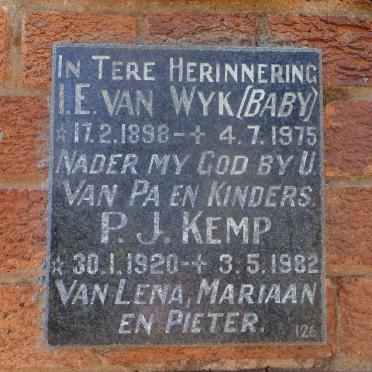 IN TERE HERINNERING
I.E. VAN WYK (BABY)
☆ 17.2.1898 -✝ 4.7.1975
NADER MY GOD BY U.
VAN PA EN KINDERS.
P. J. KEMP
☆ 30.1.1920 -✝ 3.5.1982
VAN LENA, MARIAAN
EN PIETER.
126